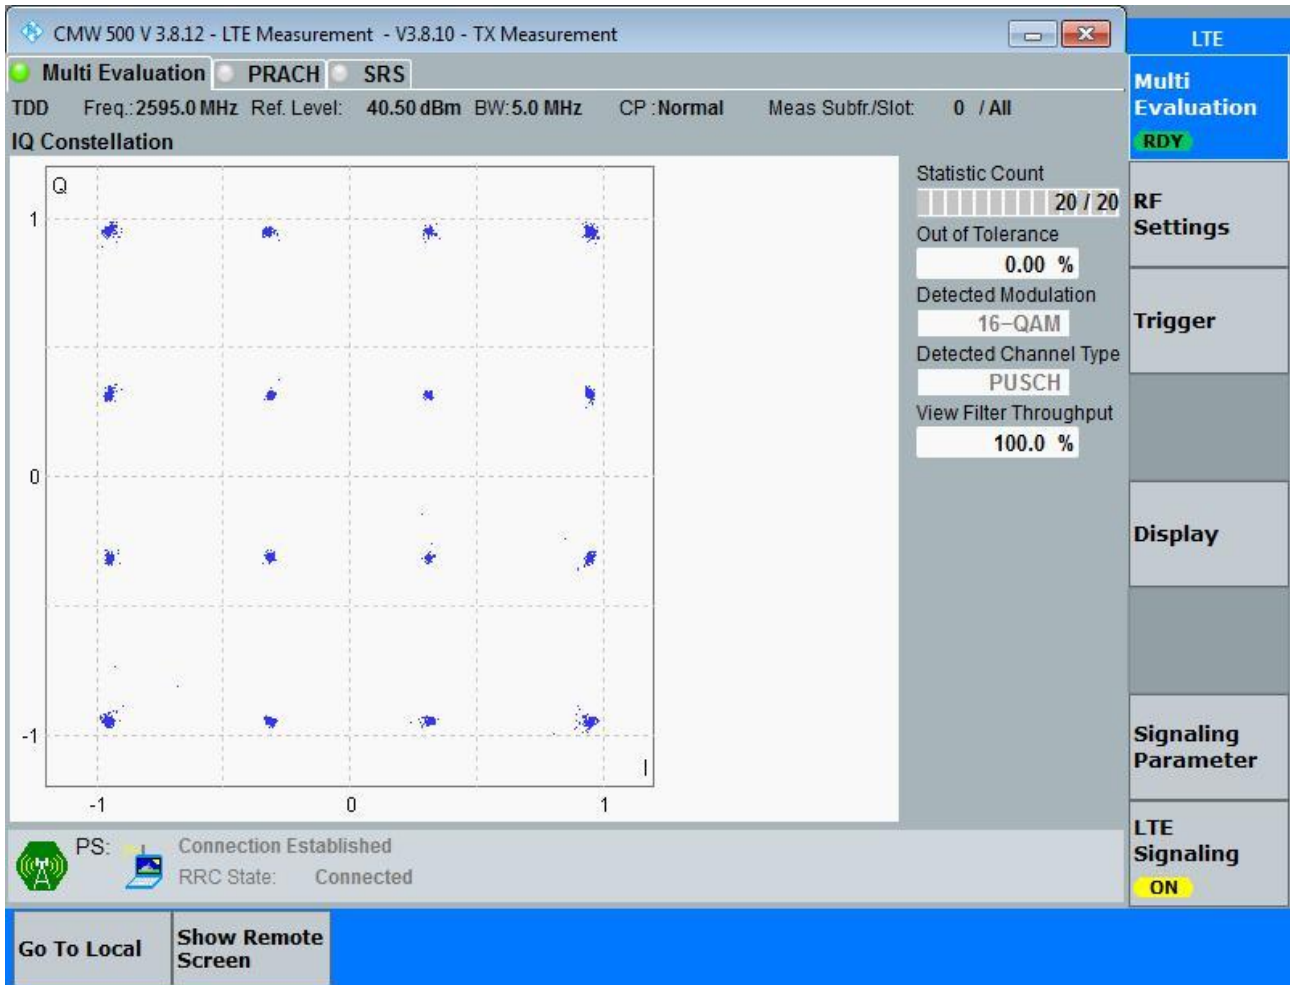 CMW 500 V 3.8.12 - LTE Measurement - V3.8.10 - TX Measurement
LTE
Multi Evaluation PRACH SRS
TDD Freq.: 2595.0 MHz Ref. Level: 40.50 dBm BW: 5.0 MHz CP : Normal Meas Subfr./Slot: 0 / All
IQ Constellation
Q
1
0
-1
I
-1 0 1
Statistic Count
20 / 20
Out of Tolerance
0.00 %
Detected Modulation
16-QAM
Detected Channel Type
PUSCH
View Filter Throughput
100.0 %
Multi
Evaluation
RDY
RF
Settings
Trigger
Display
Signaling
Parameter
LTE
Signaling
ON
PS: Connection Established
RRC State: Connected
Go To Local
Show Remote
Screen